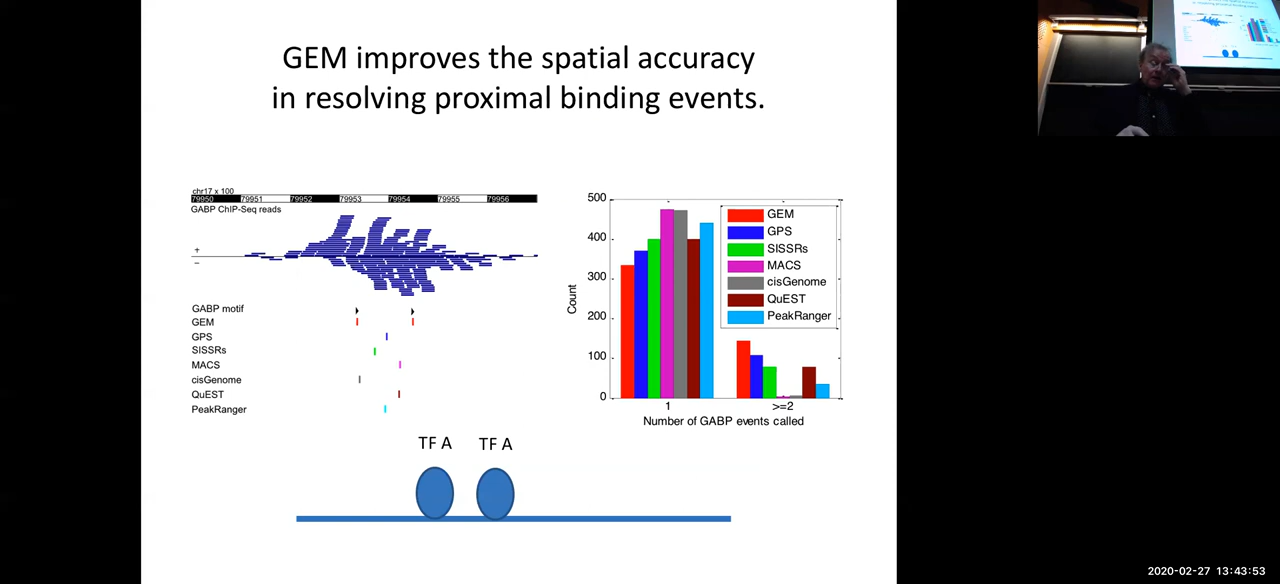 GEM improves the spatial accuracy
in resolving proximal binding events.
chr17 x 100
79950 79951 79952 79953 79954 79955 79956
GABP ChIP-Seq reads
+
−
GABP motif
GEM
GPS
SISSRs
MACS
cisGenome
QuEST
PeakRanger
500
400
300
200
100
0
Count
GEM
GPS
SISSRs
MACS
cisGenome
QuEST
PeakRanger
1 >=2
Number of GABP events called
TF A TF A
2020-02-27 13:43:53